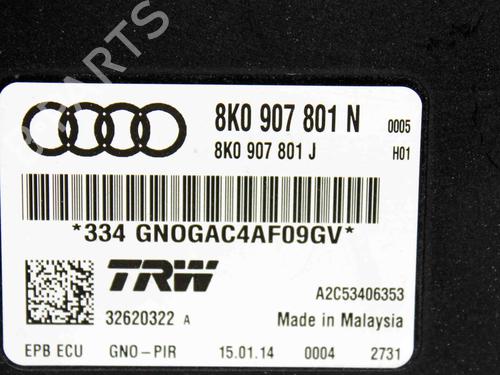 8K0 907 801 N 0005
8K0 907 801 J H01
*334 GNOGAC4AF09GV*
TRW
A2C53406353
32620322 A Made in Malaysia
EPB ECU GNO-PIR 15.01.14 0004 2731
PARTS